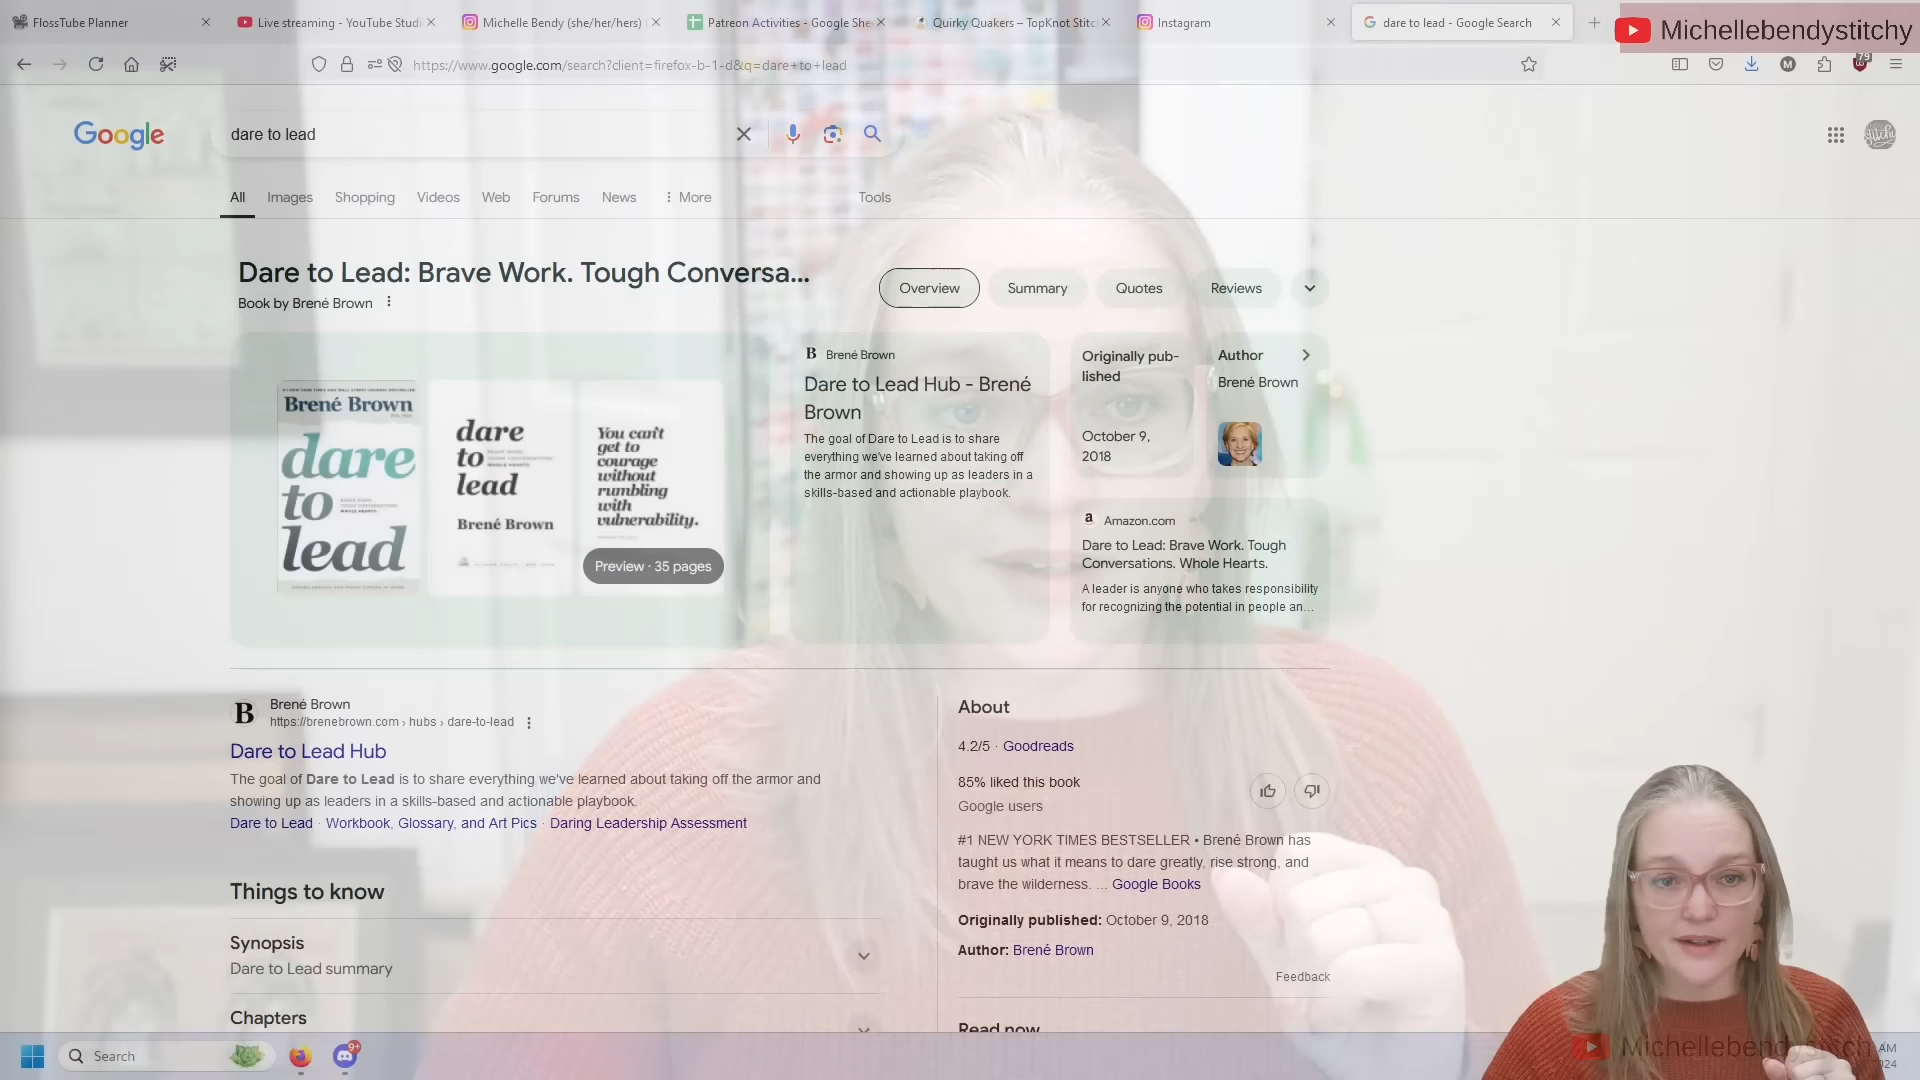 FlossTube Planner
Live streaming - YouTube Studi
Michelle Bendy (she/her/hers)
Patreon Activities - Google She
Quirky Quakers – TopKnot Stitc
Instagram
dare to lead - Google Search
Michellebendystitchy
https://www.google.com/search?client=firefox-b-1-d&q=dare+to+lead
79
Google
dare to lead
stitchy
All
Images
Shopping
Videos
Web
Forums
News
More
Tools
Dare to Lead: Brave Work. Tough Conversa...
Book by Brené Brown
Overview
Summary
Quotes
Reviews
Brené Brown
dare
to
lead
dare
to
lead
Brené Brown
You can't
get to
courage
without
rumbling
with
vulnerability.
Preview · 35 pages
B Brené Brown
Dare to Lead Hub - Brené
Brown
The goal of Dare to Lead is to share
everything we've learned about taking off
the armor and showing up as leaders in a
skills-based and actionable playbook.
Originally pub-
lished
October 9,
2018
Author
Brené Brown
a Amazon.com
Dare to Lead: Brave Work. Tough
Conversations. Whole Hearts.
A leader is anyone who takes responsibility
for recognizing the potential in people an...
B
Brené Brown
https://brenebrown.com › hubs › dare-to-lead
Dare to Lead Hub
The goal of Dare to Lead is to share everything we've learned about taking off the armor and
showing up as leaders in a skills-based and actionable playbook.
Dare to Lead · Workbook, Glossary, and Art Pics · Daring Leadership Assessment
Things to know
Synopsis
Dare to Lead summary
Chapters
About
4.2/5 · Goodreads
85% liked this book
Google users
#1 NEW YORK TIMES BESTSELLER • Brené Brown has
taught us what it means to dare greatly, rise strong, and
brave the wilderness. ... Google Books
Originally published: October 9, 2018
Author: Brené Brown
Feedback
Read now
Search
9+
Michellebendystitch
AM
024